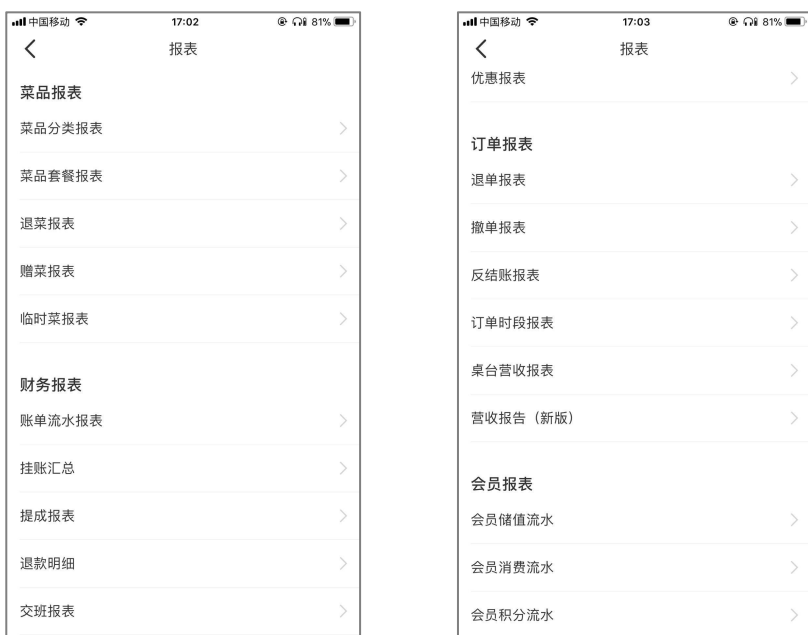 中国移动 17:02 81%
报表
菜品报表
菜品分类报表
菜品套餐报表
退菜报表
赠菜报表
临时菜报表
财务报表
账单流水报表
挂账汇总
提成报表
退款明细
交班报表
中国移动 17:03 81%
报表
优惠报表
订单报表
退单报表
撤单报表
反结账报表
订单时段报表
桌台营收报表
营收报告（新版）
会员报表
会员储值流水
会员消费流水
会员积分流水